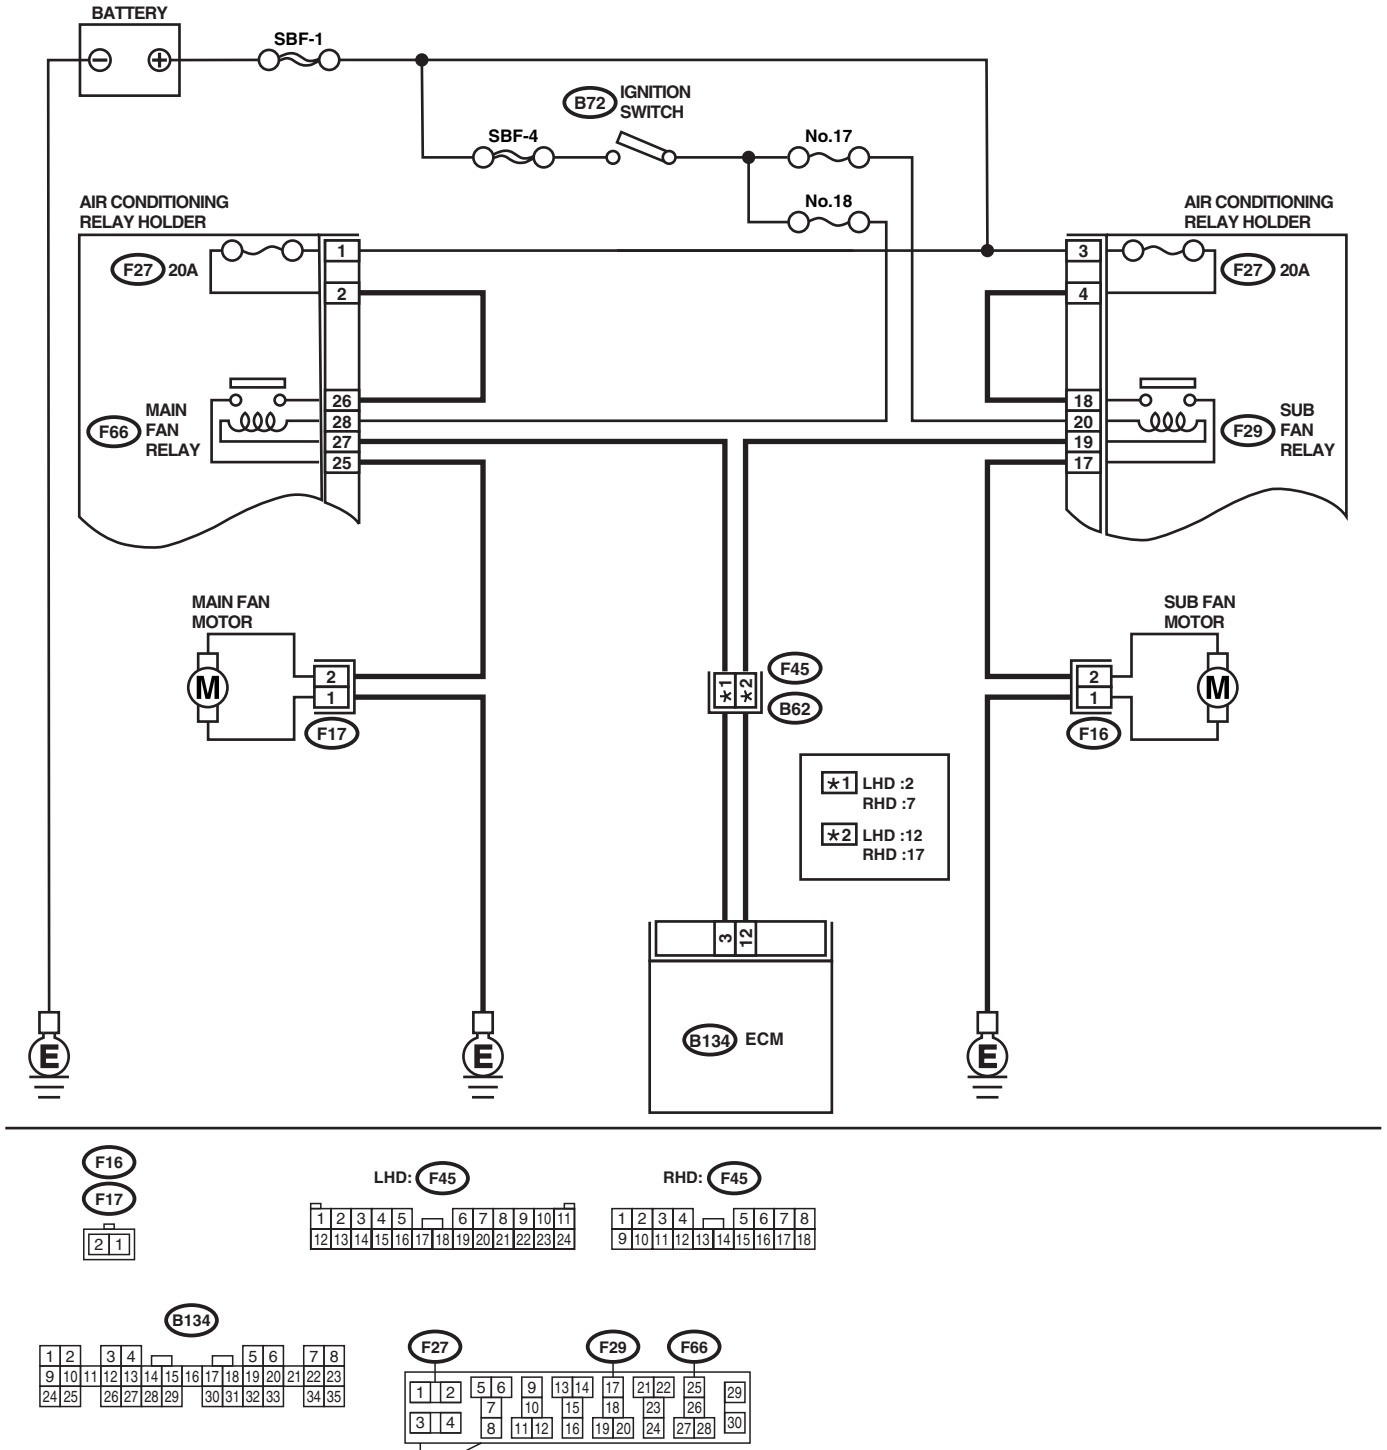 BATTERY
SBF-1
B72
IGNITION
SWITCH
SBF-4
No.17
No.18
AIR CONDITIONING
RELAY HOLDER
AIR CONDITIONING
RELAY HOLDER
F27 20A
1
2
3
4
F27 20A
F66
MAIN
FAN
RELAY
26
28
27
25
18
20
19
17
F29
SUB
FAN
RELAY
MAIN FAN
MOTOR
M
2
1
F17
*1 *2
F45
B62
SUB FAN
MOTOR
M
2
1
F16
*1 LHD :2
RHD :7
*2 LHD :12
RHD :17
3 12
B134 ECM
E
E
E
F16
F17
2 1
LHD: F45
1 2 3 4 5 6 7 8 9 10 11
12 13 14 15 16 17 18 19 20 21 22 23 24
RHD: F45
1 2 3 4 5 6 7 8
9 10 11 12 13 14 15 16 17 18
B134
1 2 3 4 5 6 7 8
9 10 11 12 13 14 15 16 17 18 19 20 21 22 23
24 25 26 27 28 29 30 31 32 33 34 35
F27 F29 F66
1 2 5 6 9 13 14 17 21 22 25 29
7 10 15 18 23 26
3 4 8 11 12 16 19 20 24 27 28 30